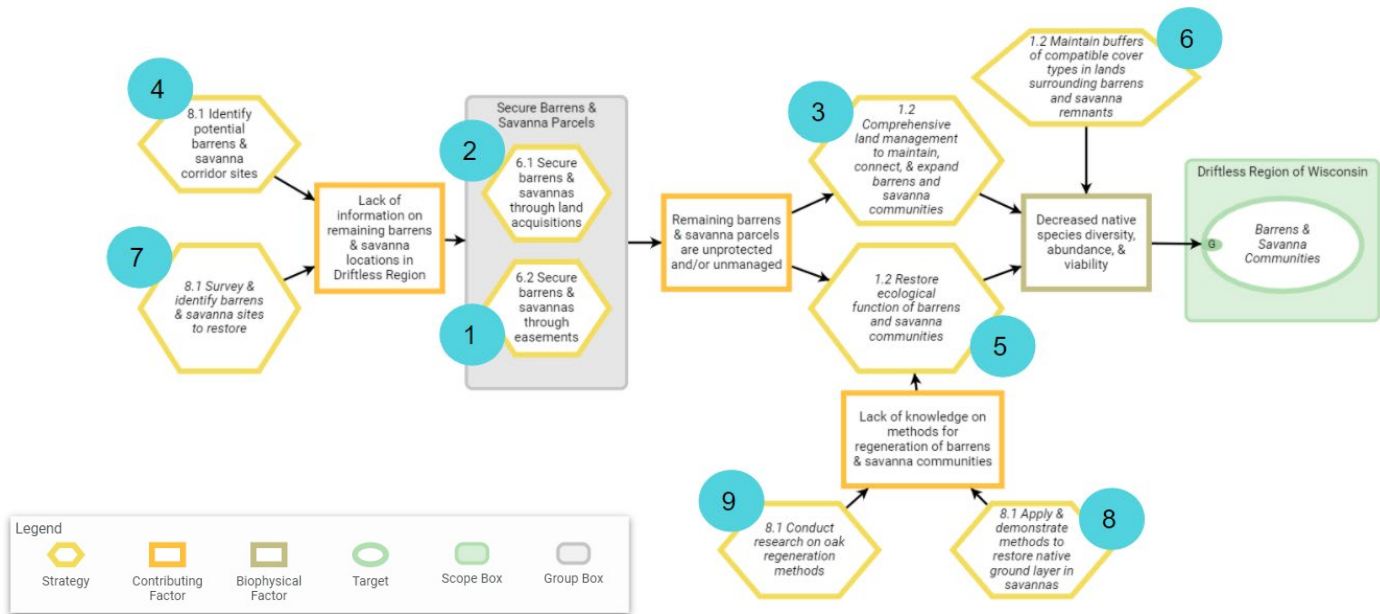 4
8.1 Identify
potential
barrens &
savanna
corridor sites
7
8.1 Survey &
identify barrens
& savanna sites
to restore
Lack of
information on
remaining barrens
& savanna
locations in
Driftless Region
Secure Barrens &
Savanna Parcels
2
6.1 Secure
barrens &
savannas
through land
acquisitions
6.2 Secure
barrens &
savannas
through
easements
1
Remaining barrens
& savanna parcels
are unprotected
and/or unmanaged
3
1.2
Comprehensive
land management
to maintain,
connect, & expand
barrens and
savanna
communities
1.2 Restore
ecological
function of barrens
and savanna
communities
5
6
1.2 Maintain buffers
of compatible cover
types in lands
surrounding barrens
and savanna
remnants
Decreased native
species diversity,
abundance, &
viability
Driftless Region of Wisconsin
G
Barrens &
Savanna
Communities
Lack of knowledge on
methods for
regeneration of barrens
& savanna communities
9
8.1 Conduct
research on oak
regeneration
methods
8
8.1 Apply &
demonstrate
methods to
restore native
ground layer in
savannas
Legend
Strategy
Contributing
Factor
Biophysical
Factor
Target
Scope Box
Group Box